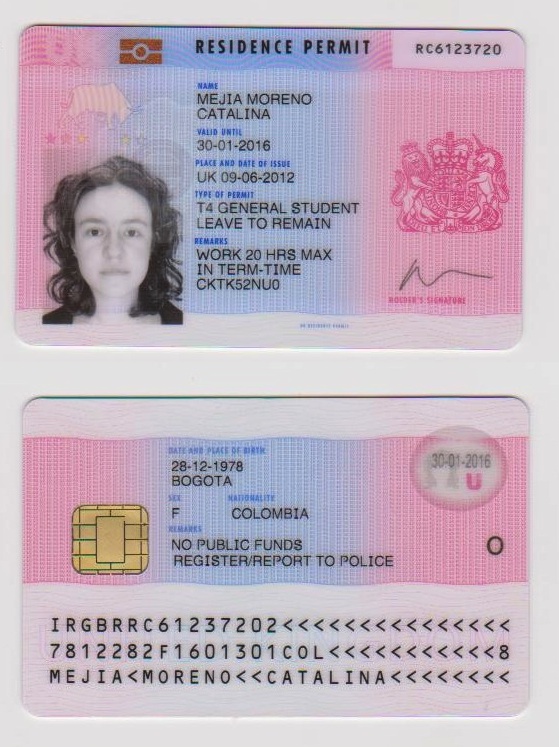 RESIDENCE PERMIT
RC6123720
NAME
MEJIA MORENO
CATALINA
VALID UNTIL
30-01-2016
PLACE AND DATE OF ISSUE
UK 09-06-2012
TYPE OF PERMIT
T4 GENERAL STUDENT
LEAVE TO REMAIN
REMARKS
WORK 20 HRS MAX
IN TERM-TIME
CKTK52NU0
HOLDER'S SIGNATURE
UK RESIDENCE PERMIT
DATE AND PLACE OF BIRTH
28-12-1978
BOGOTA
30-01-2016
U
SEX NATIONALITY
F COLOMBIA
REMARKS
NO PUBLIC FUNDS
REGISTER/REPORT TO POLICE
O
IRGBRRC61237202<<<<<<<<<<<<<<<
7812282F1601301COL<<<<<<<<<<<8
MEJIA<MORENO<<CATALINA<<<<<<<<